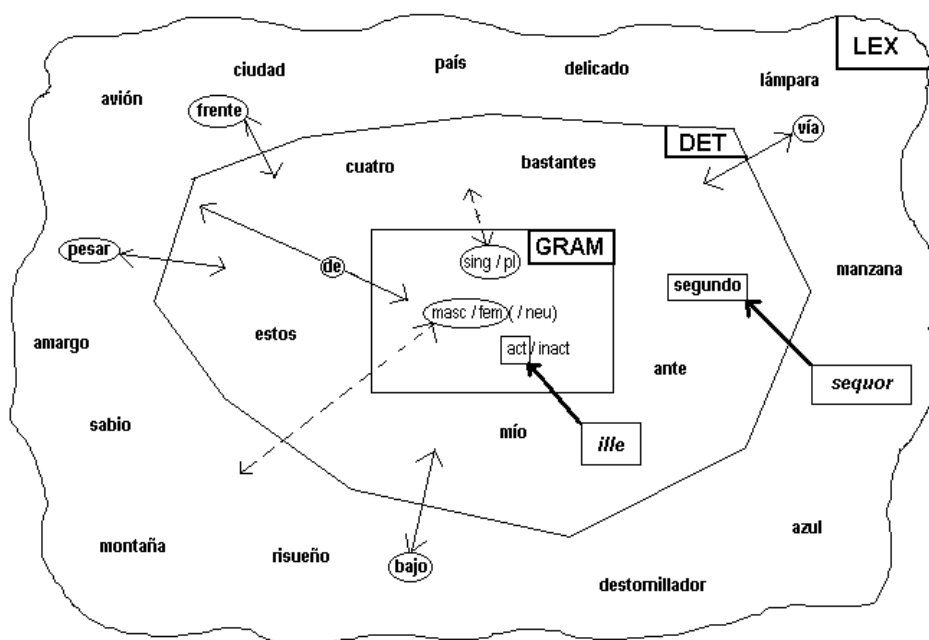 LEX
país
ciudad
delicado
lámpara
avión
frente
vía
DET
cuatro
bastantes
GRAM
pesar
sing / pl
de
manzana
segundo
masc / fem ( / neu)
estos
amargo
act / inact
ante
sequor
sabio
mío
ille
azul
montaña
risueño
bajo
destornillador